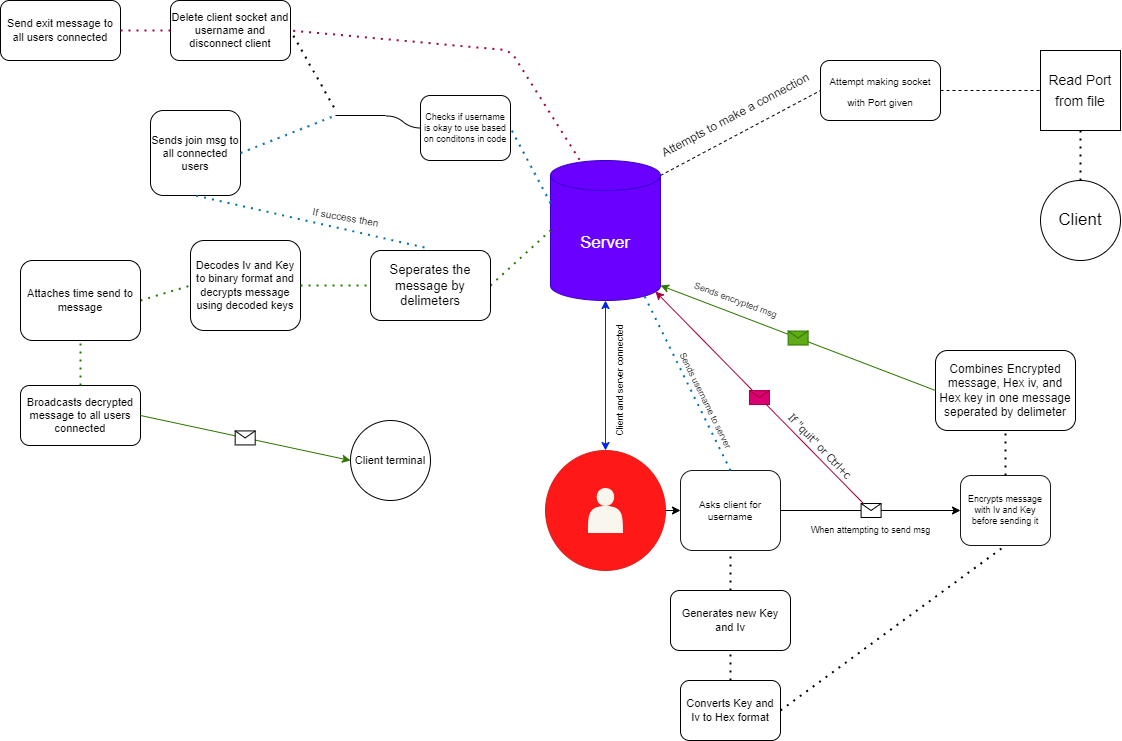 Send exit message to
all users connected
Delete client socket and
username and
disconnect client
Attempt making socket
with Port given
Read Port
from file
Attempts to make a connection
Checks if username
is okay to use based
on conditons in code
Sends join msg to
all connected
users
Client
If success then
Server
Seperates the
message by
delimeters
Decodes Iv and Key
to binary format and
decrypts message
using decoded keys
Attaches time send to
message
Sends encrypted msg
Client and server connected
Sends username to server
If "quit" or Ctrl+c
Combines Encrypted
message, Hex iv, and
Hex key in one message
seperated by delimeter
Broadcasts decrypted
message to all users
connected
Client terminal
Asks client for
username
When attempting to send msg
Encrypts message
with Iv and Key
before sending it
Generates new Key
and Iv
Converts Key and
Iv to Hex format